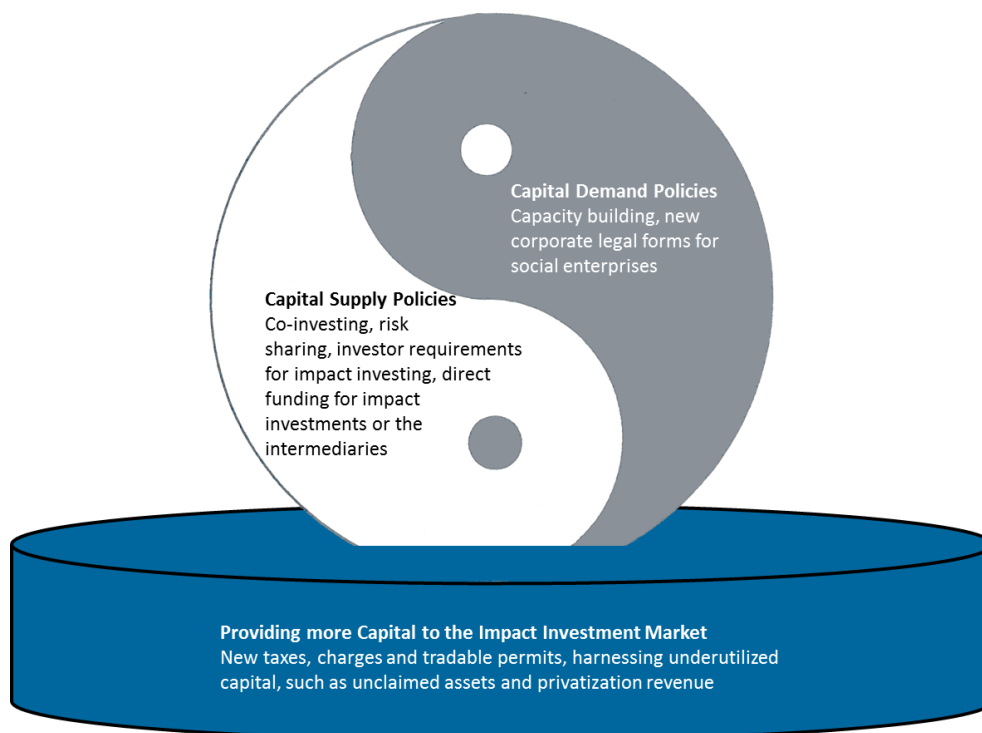 Capital Demand Policies
Capacity building, new
corporate legal forms for
social enterprises
Capital Supply Policies
Co-investing, risk
sharing, investor requirements
for impact investing, direct
funding for impact
investments or the
intermediaries
Providing more Capital to the Impact Investment Market
New taxes, charges and tradable permits, harnessing underutilized
capital, such as unclaimed assets and privatization revenue